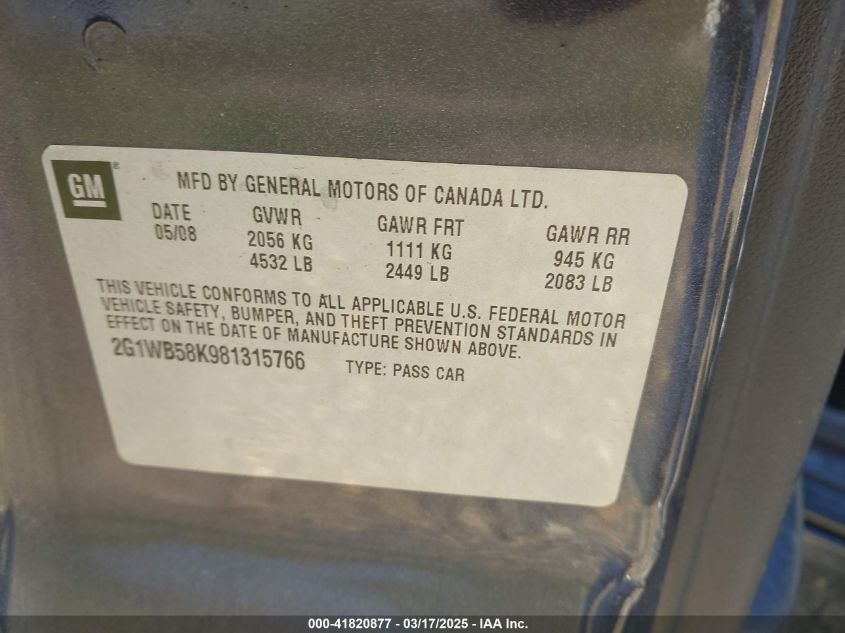 GM®
MFD BY GENERAL MOTORS OF CANADA LTD.
DATE GVWR GAWR FRT GAWR RR
05/08 2056 KG 1111 KG 945 KG
4532 LB 2449 LB 2083 LB
THIS VEHICLE CONFORMS TO ALL APPLICABLE U.S. FEDERAL MOTOR
VEHICLE SAFETY, BUMPER, AND THEFT PREVENTION STANDARDS IN
EFFECT ON THE DATE OF MANUFACTURE SHOWN ABOVE.
2G1WB58K981315766 TYPE: PASS CAR
000-41820877 — 03/17/2025 — IAA Inc.